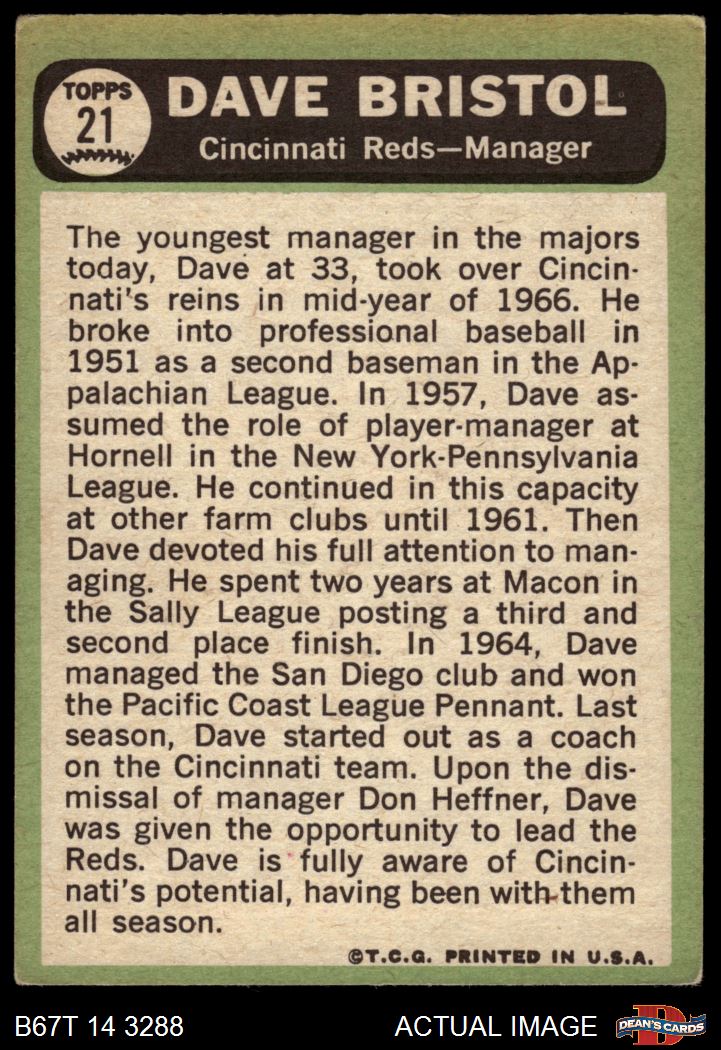 TOPPS
21
DAVE BRISTOL
Cincinnati Reds—Manager
The youngest manager in the majors
today, Dave at 33, took over Cincin-
nati's reins in mid-year of 1966. He
broke into professional baseball in
1951 as a second baseman in the Ap-
palachian League. In 1957, Dave as-
sumed the role of player-manager at
Hornell in the New York-Pennsylvania
League. He continued in this capacity
at other farm clubs until 1961. Then
Dave devoted his full attention to man-
aging. He spent two years at Macon in
the Sally League posting a third and
second place finish. In 1964, Dave
managed the San Diego club and won
the Pacific Coast League Pennant. Last
season, Dave started out as a coach
on the Cincinnati team. Upon the dis-
missal of manager Don Heffner, Dave
was given the opportunity to lead the
Reds. Dave is fully aware of Cincin-
nati's potential, having been with them
all season.
©T.C.G. PRINTED IN U.S.A.
B67T 14 3288
ACTUAL IMAGE
D
DEAN'S CARDS